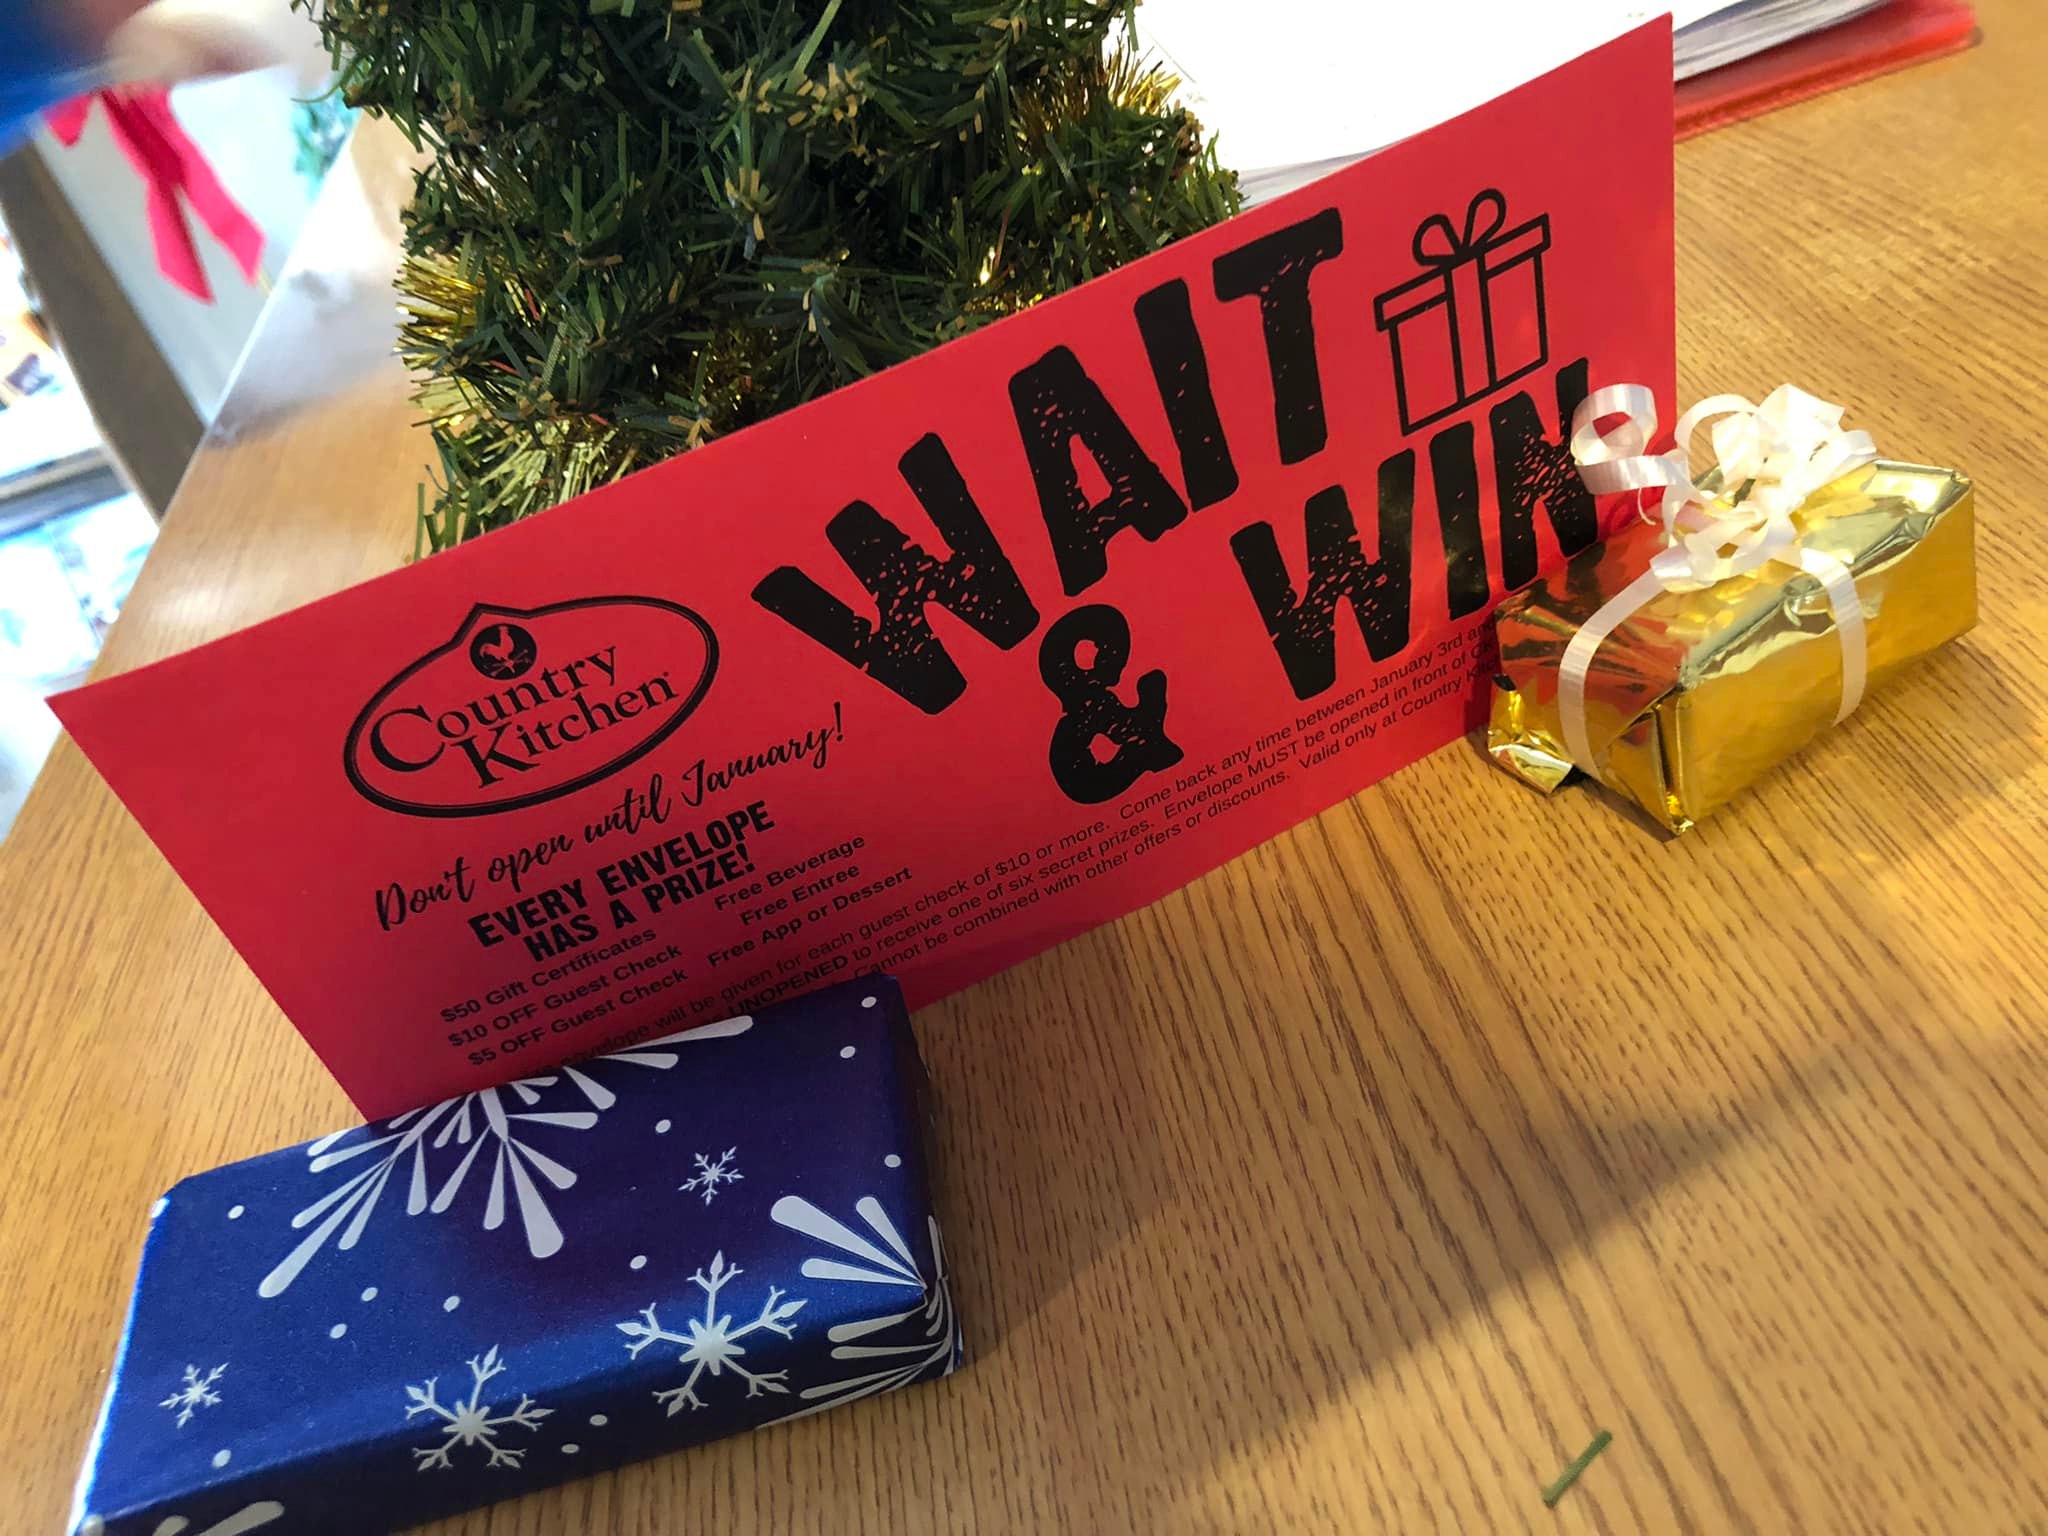 WAIT
& WIN
Country
Kitchen
Don't open until January!
EVERY ENVELOPE
HAS A PRIZE!
$50 Gift Certificates
$10 OFF Guest Check
$5 OFF Guest Check
Free Beverage
Free Entree
Free App or Dessert
will be given for each guest check of $10 or more. Come back any time between January 3rd and
UNOPENED to receive one of six secret prizes. Envelope MUST be opened in front of
Cannot be combined with other offers or discounts. Valid only at Country